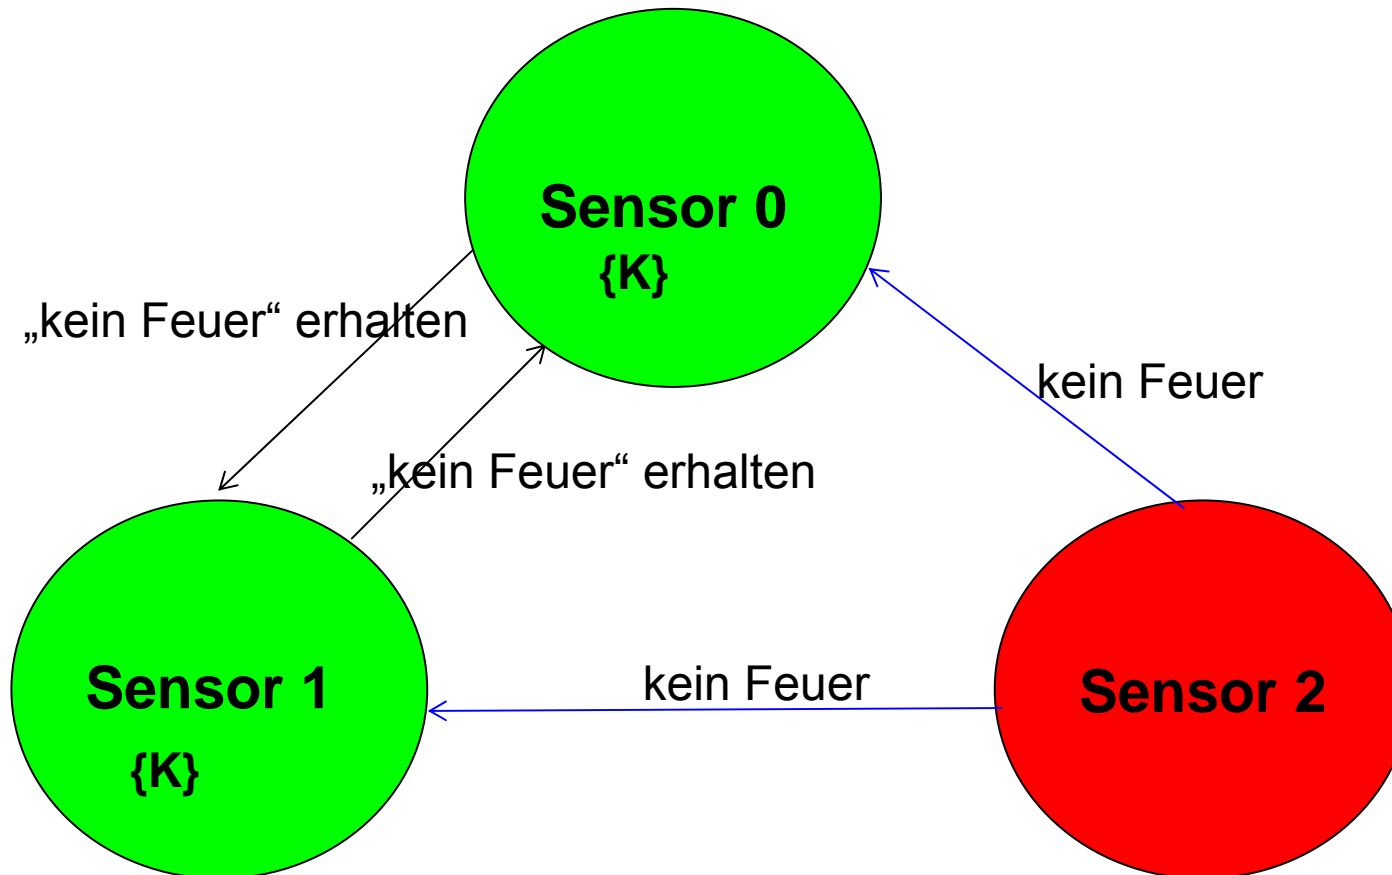 Sensor 0
{K}
„kein Feuer“ erhalten
kein Feuer
„kein Feuer“ erhalten
kein Feuer
Sensor 1
{K}
Sensor 2